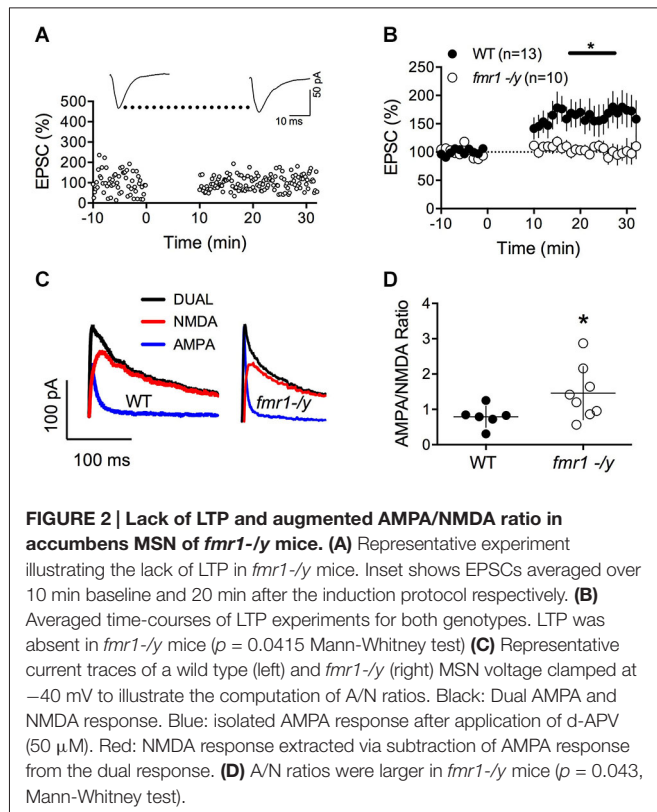 A
50 pA
10 ms
EPSC (%)
500
400
300
200
100
0
-10 0 10 20 30
Time (min)
B
WT (n=13)
fmr1 -/y (n=10)
*
EPSC (%)
250
200
150
100
50
0
-10 0 10 20 30
Time (min)
C
DUAL
NMDA
AMPA
WT
fmr1-/y
100 pA
100 ms
D
AMPA/NMDA Ratio
4
3
2
1
0
*
WT fmr1 -/y
FIGURE 2 | Lack of LTP and augmented AMPA/NMDA ratio in
accumbens MSN of fmr1-/y mice. (A) Representative experiment
illustrating the lack of LTP in fmr1-/y mice. Inset shows EPSCs averaged over
10 min baseline and 20 min after the induction protocol respectively. (B)
Averaged time-courses of LTP experiments for both genotypes. LTP was
absent in fmr1-/y mice (p = 0.0415 Mann-Whitney test) (C) Representative
current traces of a wild type (left) and fmr1-/y (right) MSN voltage clamped at
−40 mV to illustrate the computation of A/N ratios. Black: Dual AMPA and
NMDA response. Blue: isolated AMPA response after application of d-APV
(50 μM). Red: NMDA response extracted via subtraction of AMPA response
from the dual response. (D) A/N ratios were larger in fmr1-/y mice (p = 0.043,
Mann-Whitney test).